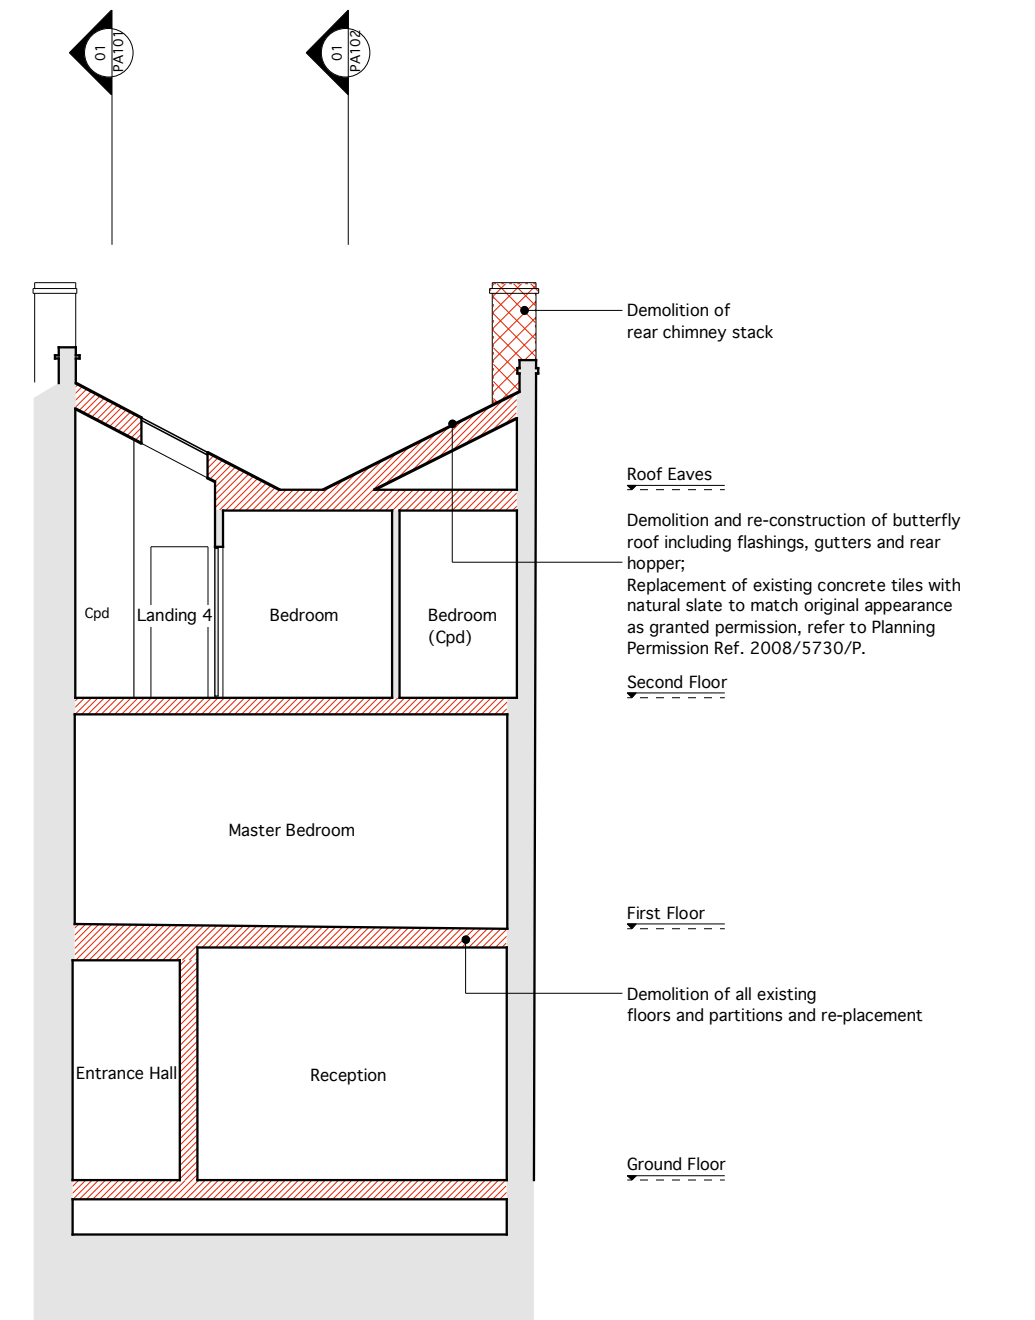 01
PA101
01
PA102
Demolition of
rear chimney stack
Roof Eaves
Demolition and re-construction of butterfly
roof including flashings, gutters and rear
hopper;
Replacement of existing concrete tiles with
natural slate to match original appearance
as granted permission, refer to Planning
Permission Ref. 2008/5730/P.
Cpd
Landing 4
Bedroom
Bedroom
(Cpd)
Second Floor
Master Bedroom
First Floor
Demolition of all existing
floors and partitions and re-placement
Entrance Hall
Reception
Ground Floor